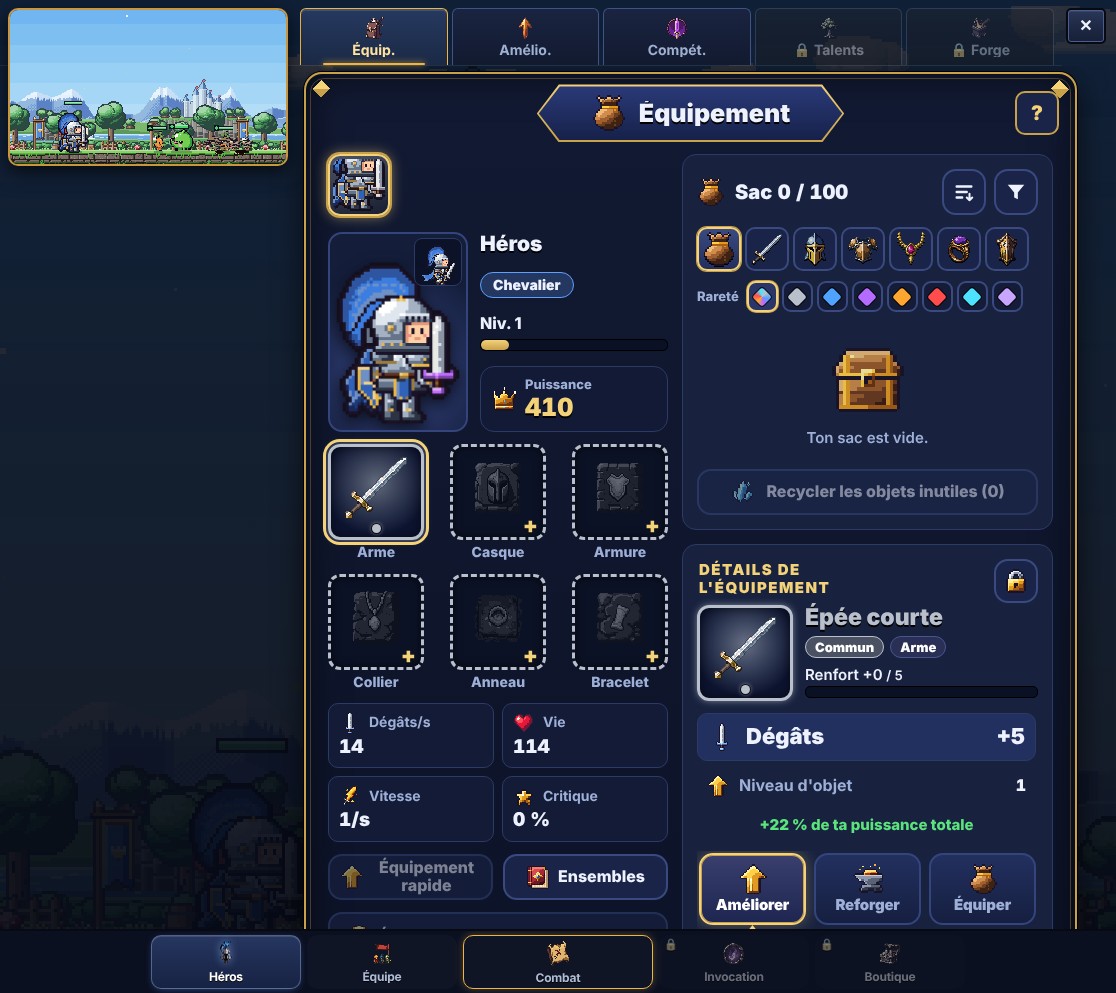 Équip.
Amélio.
Compét.
Talents
Forge
×
Équipement
?
Héros
Chevalier
Niv. 1
Puissance
410
Arme
Casque
Armure
Collier
Anneau
Bracelet
Dégâts/s
14
Vie
114
Vitesse
1/s
Critique
0 %
Équipement
rapide
Ensembles
Sac 0 / 100
Rareté
Ton sac est vide.
Recycler les objets inutiles (0)
DÉTAILS DE
L'ÉQUIPEMENT
Épée courte
Commun
Arme
Renfort +0 / 5
Dégâts +5
Niveau d'objet 1
+22 % de ta puissance totale
Améliorer
Reforger
Équiper
Héros
Équipe
Combat
Invocation
Boutique